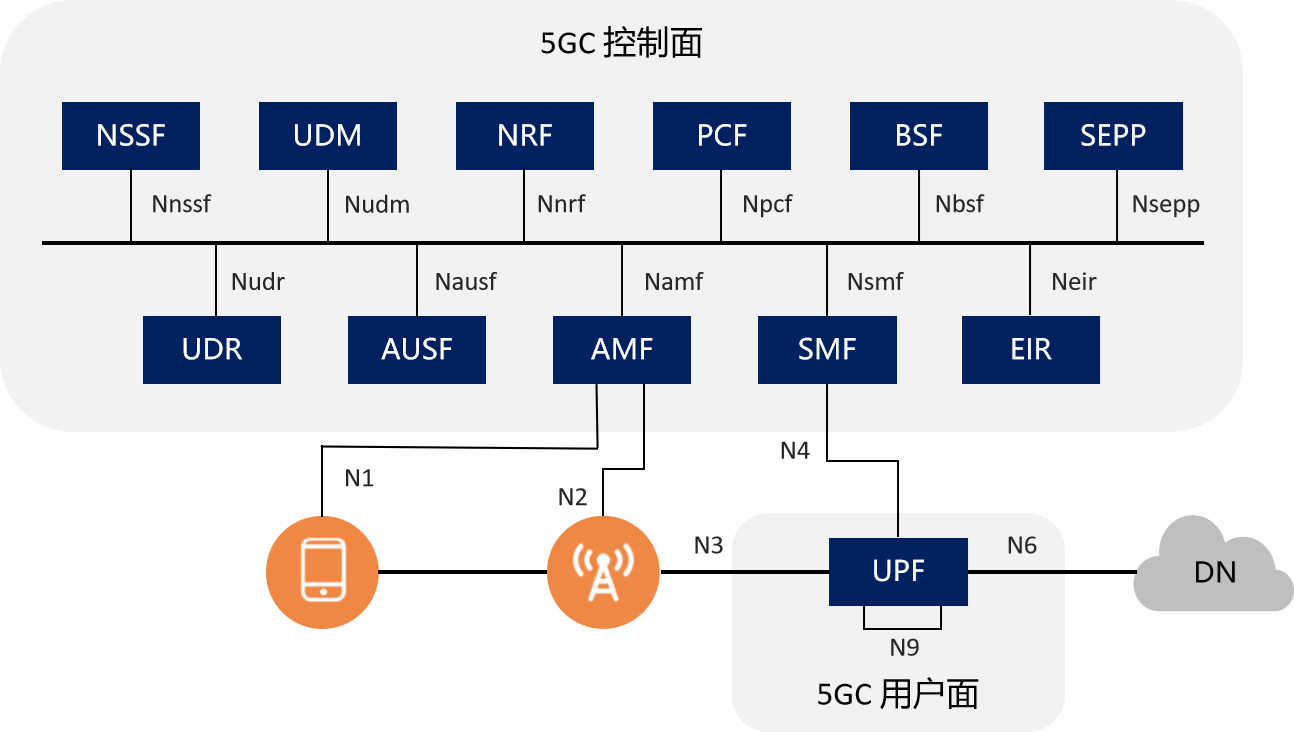 5GC 控制面
NSSF
UDM
NRF
PCF
BSF
SEPP
Nnssf
Nudm
Nnrf
Npcf
Nbsf
Nsepp
Nudr
Nausf
Namf
Nsmf
Neir
UDR
AUSF
AMF
SMF
EIR
N1
N2
N4
N3
N6
UPF
DN
N9
5GC 用户面